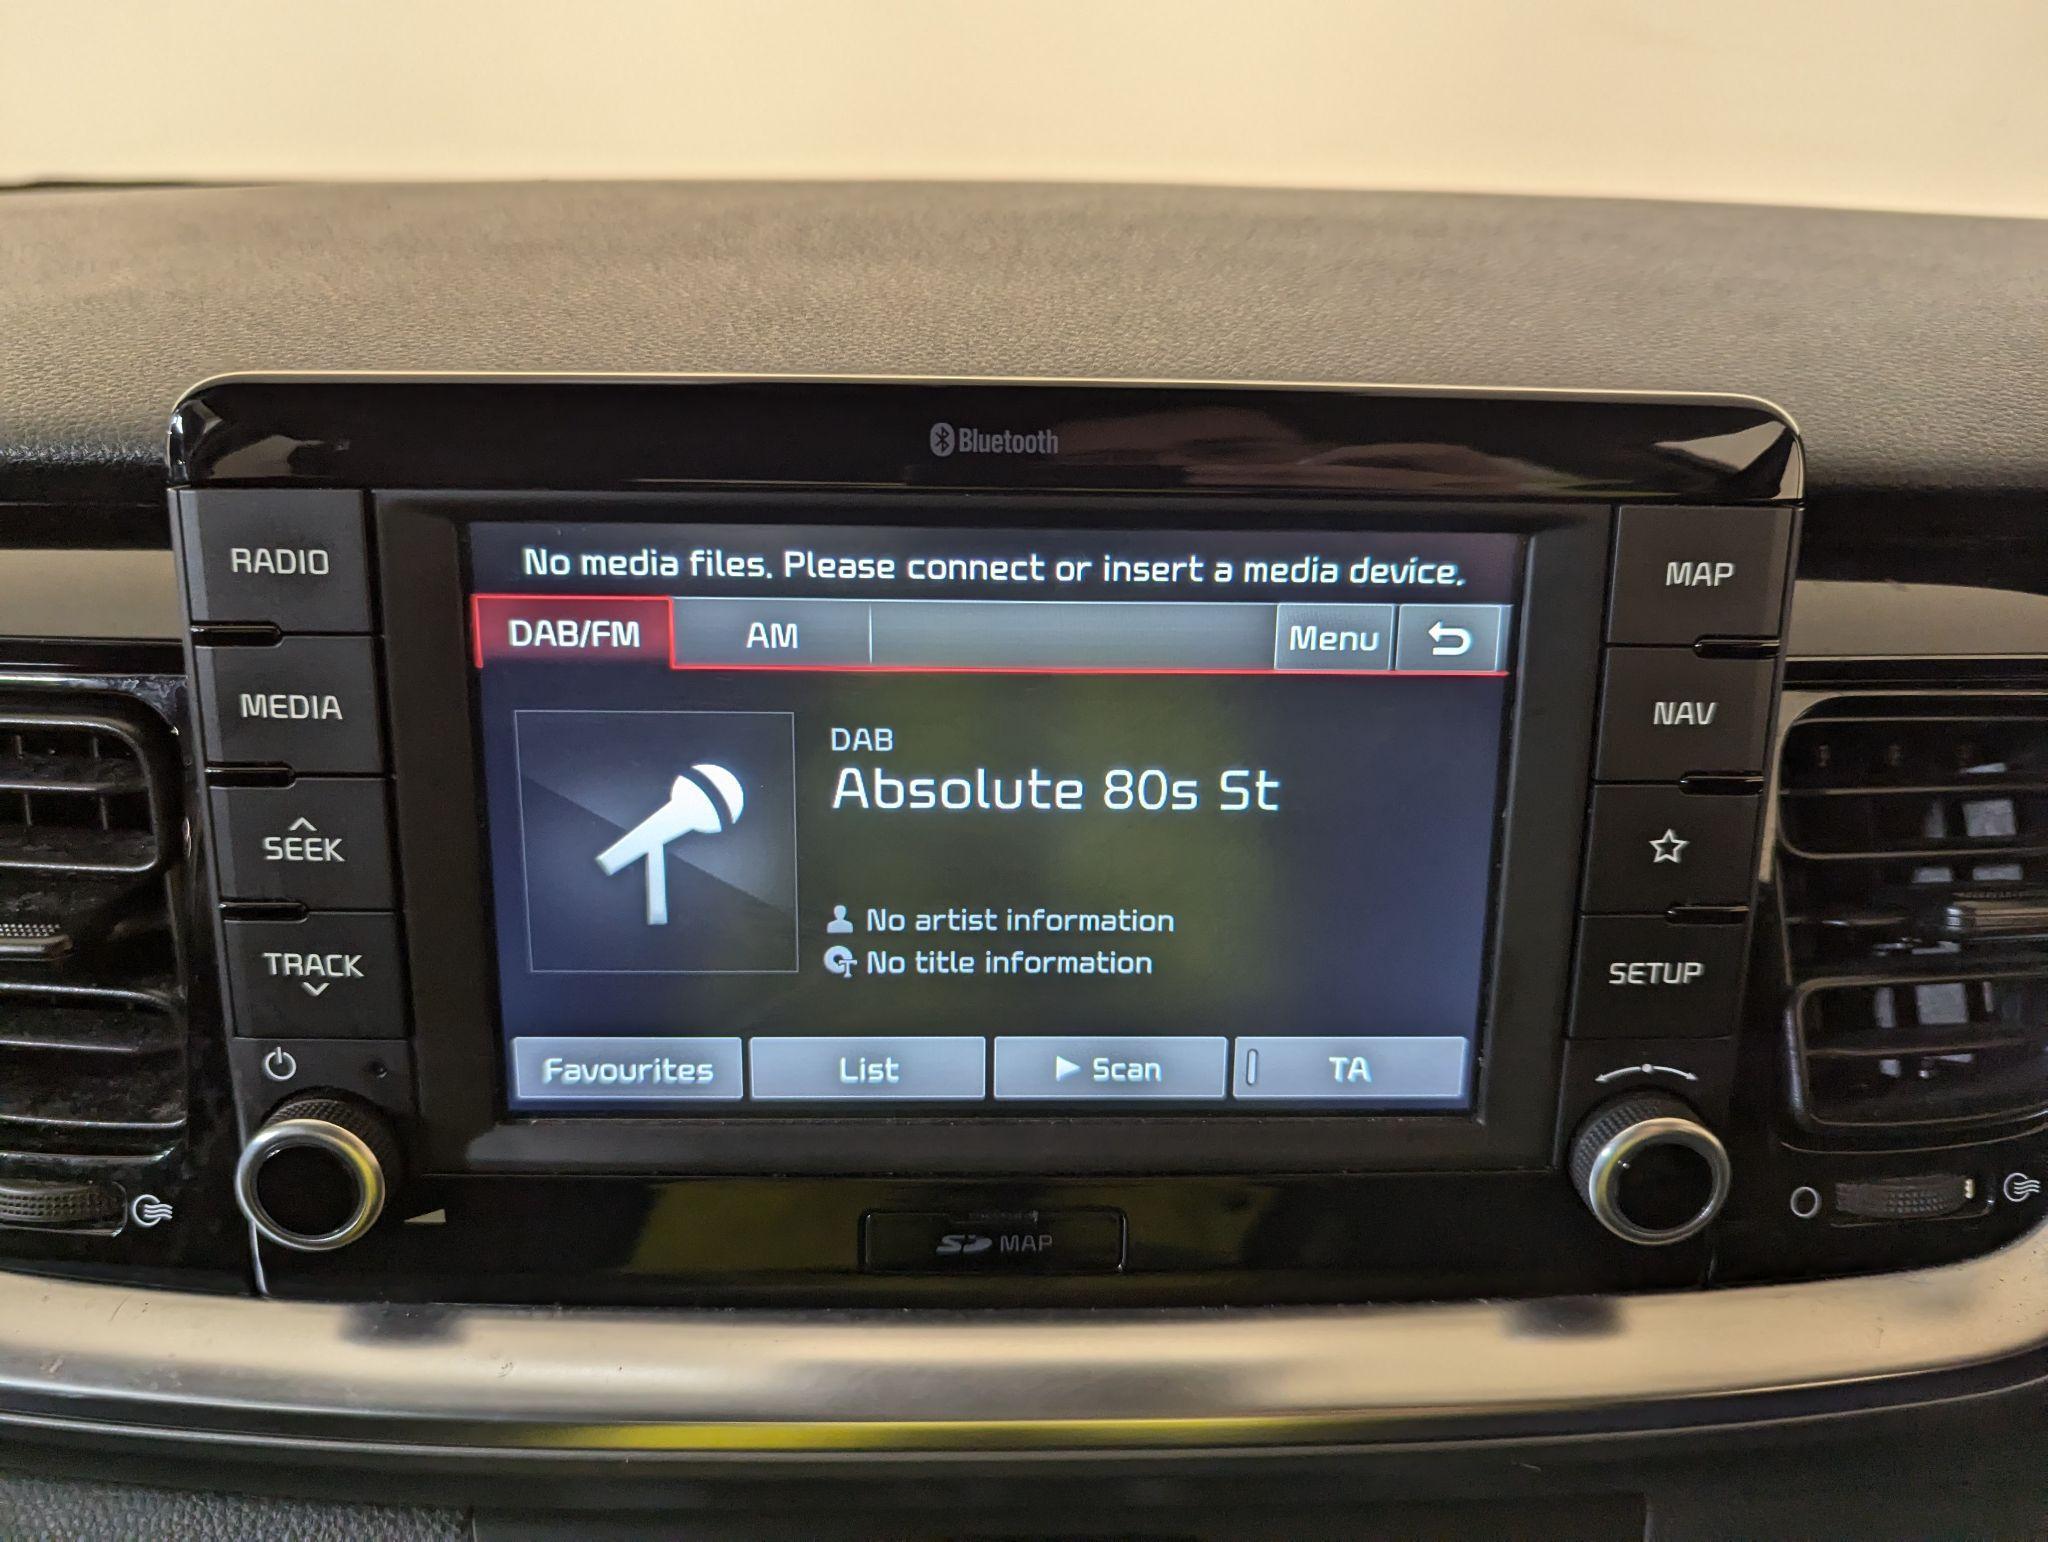 Bluetooth
RADIO
MEDIA
SEEK
TRACK
No media files. Please connect or insert a media device.
DAB/FM
AM
Menu
DAB
Absolute 80s St
No artist information
No title information
Favourites
List
Scan
TA
MAP
NAV
SETUP
SD MAP